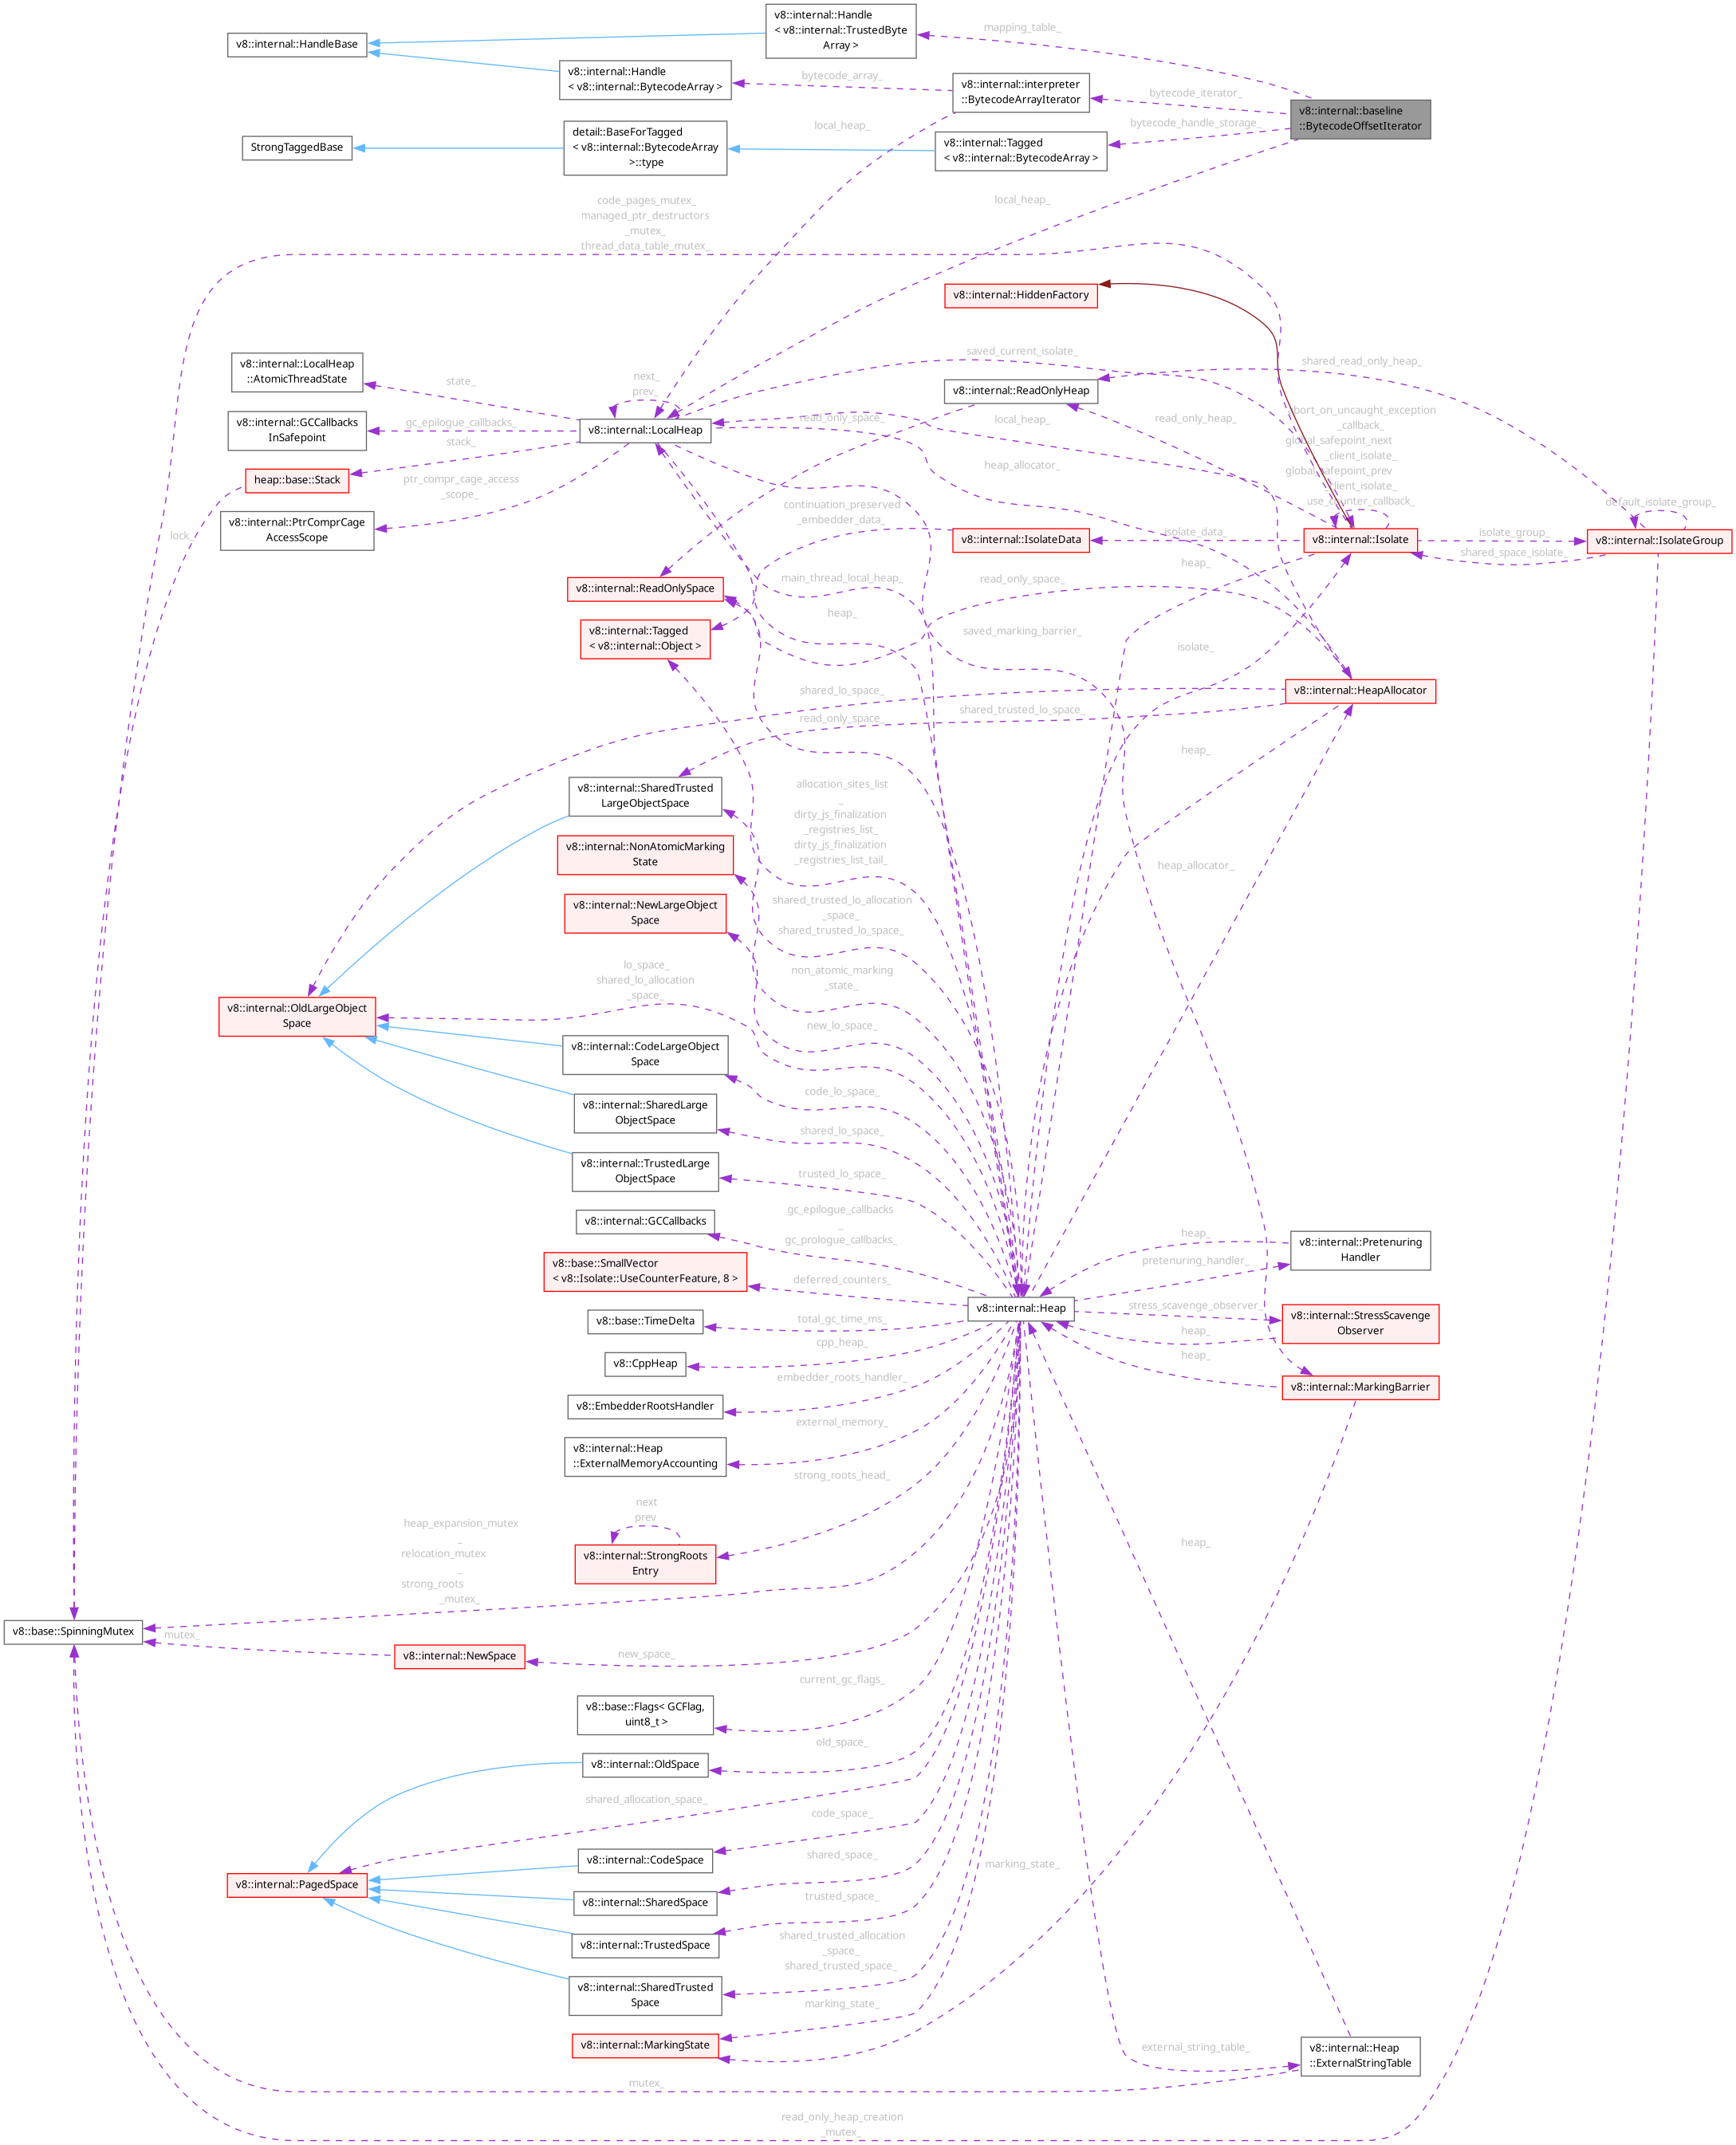 v8::internal::Handle
< v8::internal::TrustedByte
Array >
mapping_table_
v8::internal::HandleBase
v8::internal::Handle
< v8::internal::BytecodeArray >
bytecode_array_
v8::internal::interpreter
::BytecodeArrayIterator
bytecode_iterator_
v8::internal::baseline
::BytecodeOffsetIterator
bytecode_handle_storage_
local_heap_
StrongTaggedBase
detail::BaseForTagged
< v8::internal::BytecodeArray
>::type
v8::internal::Tagged
< v8::internal::BytecodeArray >
local_heap_
code_pages_mutex_
managed_ptr_destructors
_mutex_
thread_data_table_mutex_
v8::internal::HiddenFactory
v8::internal::LocalHeap
::AtomicThreadState
state_
next_
prev_
saved_current_isolate_
v8::internal::ReadOnlyHeap
shared_read_only_heap_
v8::internal::GCCallbacks
InSafepoint
gc_epilogue_callbacks_
v8::internal::LocalHeap
read_only_space_
local_heap_
read_only_heap_
bort_on_uncaught_exception
_callback_
global_safepoint_next
_client_isolate_
global_safepoint_prev
_client_isolate_
use_counter_callback_
stack_
heap::base::Stack
heap_allocator_
ptr_compr_cage_access
_scope_
v8::internal::PtrComprCage
AccessScope
lock_
continuation_preserved
_embedder_data_
v8::internal::IsolateData
isolate_data_
v8::internal::Isolate
isolate_group_
default_isolate_group_
v8::internal::IsolateGroup
shared_space_isolate_
heap_
v8::internal::ReadOnlySpace
main_thread_local_heap_
read_only_space_
heap_
v8::internal::Tagged
< v8::internal::Object >
saved_marking_barrier_
isolate_
shared_lo_space_
v8::internal::HeapAllocator
shared_trusted_lo_space_
read_only_space_
heap_
v8::internal::SharedTrusted
LargeObjectSpace
allocation_sites_list
_
dirty_js_finalization
_registries_list_
dirty_js_finalization
_registries_list_tail_
v8::internal::NonAtomicMarking
State
heap_allocator_
v8::internal::NewLargeObject
Space
shared_trusted_lo_allocation
_space_
shared_trusted_lo_space_
lo_space_
shared_lo_allocation
_space_
non_atomic_marking
_state_
v8::internal::OldLargeObject
Space
new_lo_space_
v8::internal::CodeLargeObject
Space
code_lo_space_
v8::internal::SharedLarge
ObjectSpace
shared_lo_space_
v8::internal::TrustedLarge
ObjectSpace
trusted_lo_space_
v8::internal::GCCallbacks
gc_epilogue_callbacks
_
gc_prologue_callbacks_
heap_
v8::internal::Pretenuring
Handler
pretenuring_handler_
v8::base::SmallVector
< v8::Isolate::UseCounterFeature, 8 >
deferred_counters_
v8::internal::Heap
stress_scavenge_observer_
v8::internal::StressScavenge
Observer
v8::base::TimeDelta
total_gc_time_ms_
heap_
v8::CppHeap
cpp_heap_
heap_
v8::internal::MarkingBarrier
v8::EmbedderRootsHandler
embedder_roots_handler_
v8::internal::Heap
::ExternalMemoryAccounting
external_memory_
strong_roots_head_
next
prev
v8::internal::StrongRoots
Entry
heap_expansion_mutex
_
relocation_mutex
_
strong_roots
_mutex_
heap_
v8::base::SpinningMutex
mutex_
v8::internal::NewSpace
new_space_
v8::base::Flags< GCFlag,
uint8_t >
current_gc_flags_
v8::internal::OldSpace
old_space_
shared_allocation_space_
code_space_
v8::internal::CodeSpace
v8::internal::PagedSpace
shared_space_
marking_state_
v8::internal::SharedSpace
trusted_space_
v8::internal::TrustedSpace
shared_trusted_allocation
_space_
shared_trusted_space_
v8::internal::SharedTrusted
Space
marking_state_
v8::internal::MarkingState
external_string_table_
v8::internal::Heap
::ExternalStringTable
mutex_
read_only_heap_creation
_mutex_